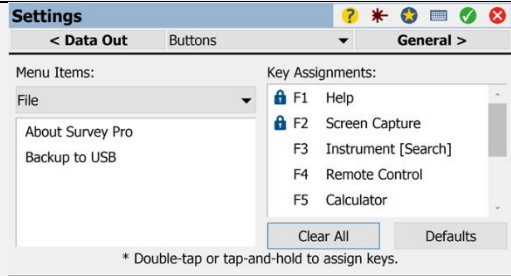 Settings
< Data Out Buttons General >
Menu Items:
File
About Survey Pro
Backup to USB
Key Assignments:
F1 Help
F2 Screen Capture
F3 Instrument [Search]
F4 Remote Control
F5 Calculator
Clear All Defaults
* Double-tap or tap-and-hold to assign keys.